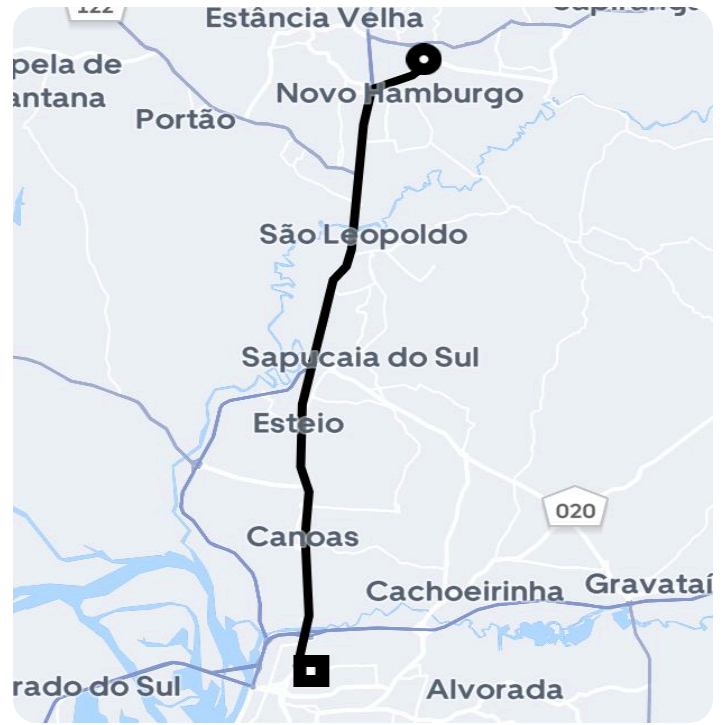 122
Estância Velha
pela de
antana
Novo Hamburgo
Portão
São Leopoldo
Sapucaia do Sul
Esteio
020
Canoas
Cachoeirinha
Gravataí
rado do Sul
Alvorada